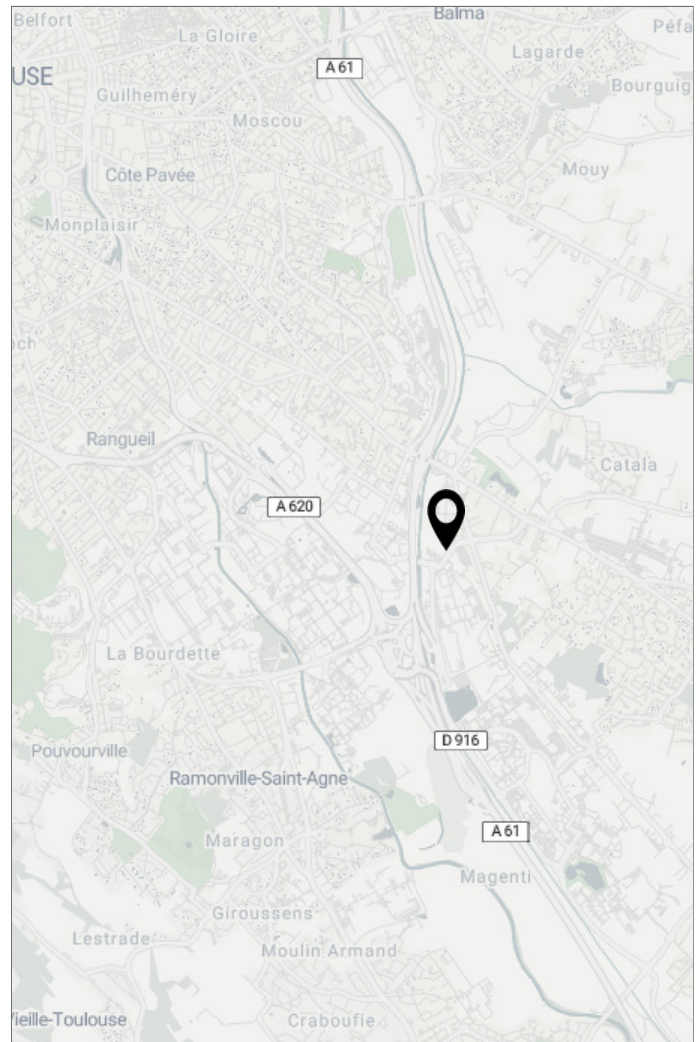 Belfort
Balma
La Gloire
Péfa
Lagarde
A 61
USE
Guilheméry
Bourguig
Moscou
Mouy
Côte Pavée
Monplaisir
och
Rangueil
Catala
A 620
La Bourdette
D 916
Pouvourville
Ramonville-Saint-Agne
A 61
Maragon
Magenti
Giroussens
Lestrade
Moulin Armand
Vieille-Toulouse
Craboufie